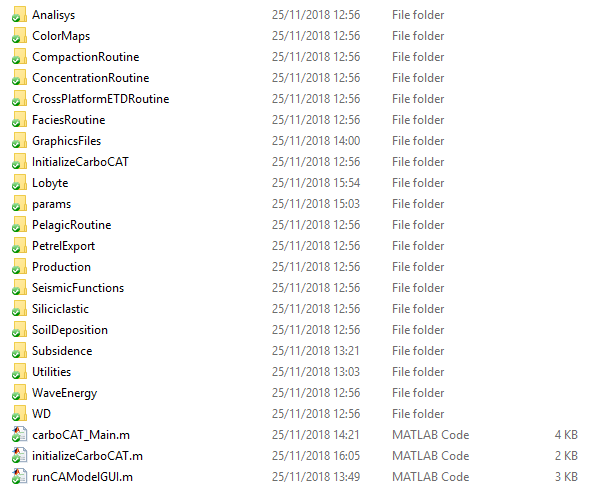 Analisys 25/11/2018 12:56 File folder
ColorMaps 25/11/2018 12:56 File folder
CompactionRoutine 25/11/2018 12:56 File folder
ConcentrationRoutine 25/11/2018 12:56 File folder
CrossPlatformETDRoutine 25/11/2018 12:56 File folder
FaciesRoutine 25/11/2018 12:56 File folder
GraphicsFiles 25/11/2018 14:00 File folder
InitializeCarboCAT 25/11/2018 12:56 File folder
Lobyte 25/11/2018 15:54 File folder
params 25/11/2018 15:03 File folder
PelagicRoutine 25/11/2018 12:56 File folder
PetrelExport 25/11/2018 12:56 File folder
Production 25/11/2018 12:56 File folder
SeismicFunctions 25/11/2018 12:56 File folder
Siliciclastic 25/11/2018 12:56 File folder
SoilDeposition 25/11/2018 12:56 File folder
Subsidence 25/11/2018 13:21 File folder
Utilities 25/11/2018 13:03 File folder
WaveEnergy 25/11/2018 12:56 File folder
WD 25/11/2018 12:56 File folder
carboCAT_Main.m 25/11/2018 14:21 MATLAB Code 4 KB
initializeCarboCAT.m 25/11/2018 16:05 MATLAB Code 2 KB
runCAModelGUI.m 25/11/2018 13:49 MATLAB Code 3 KB